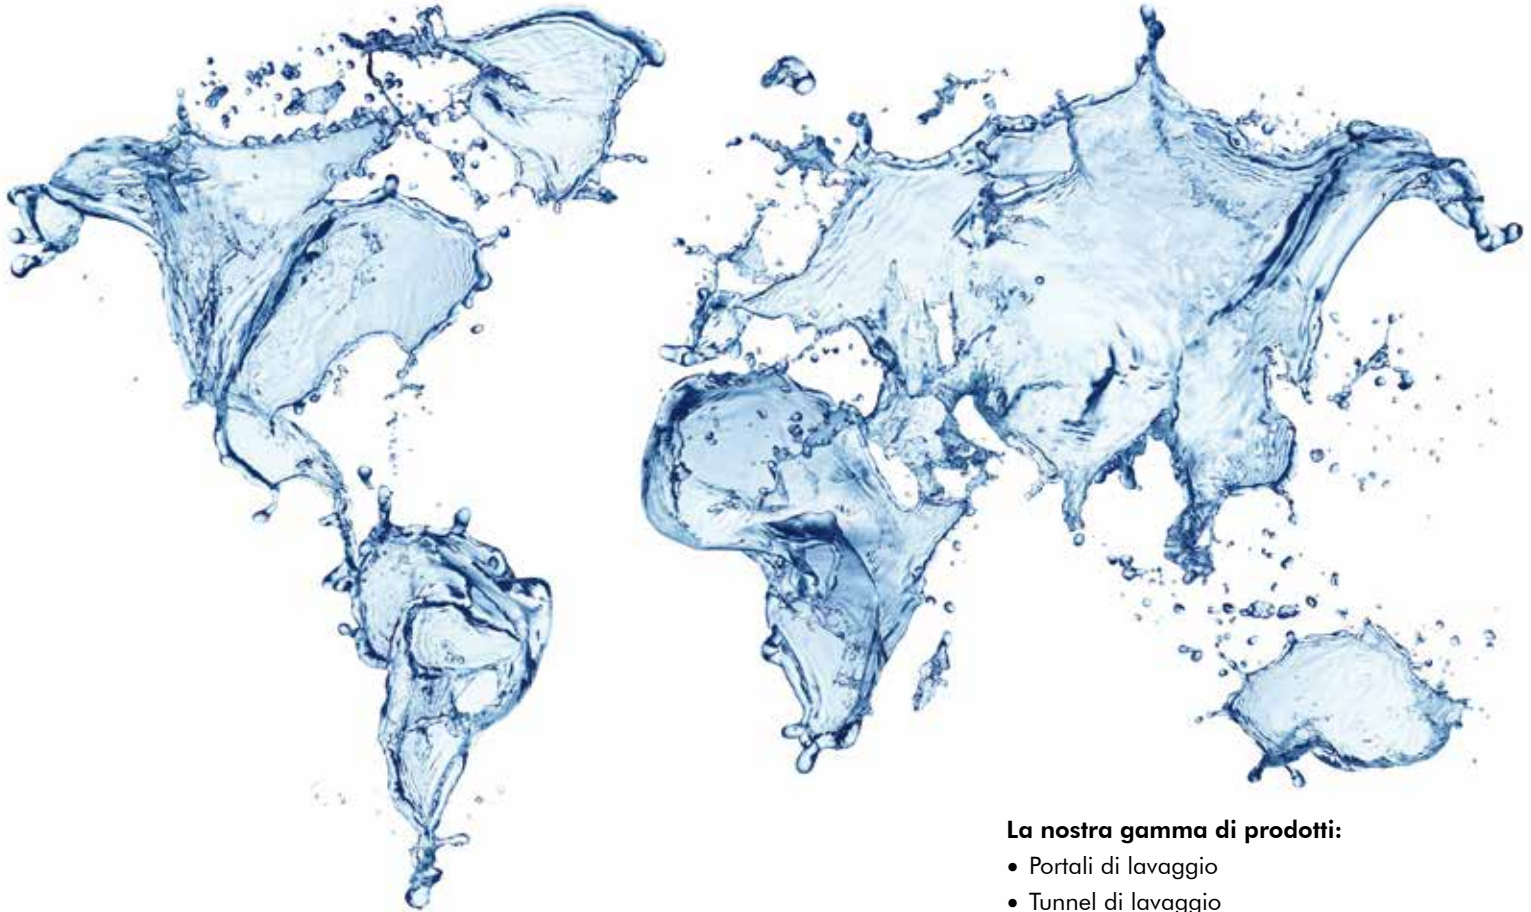 La nostra gamma di prodotti:
• Portali di lavaggio
• Tunnel di lavaggio